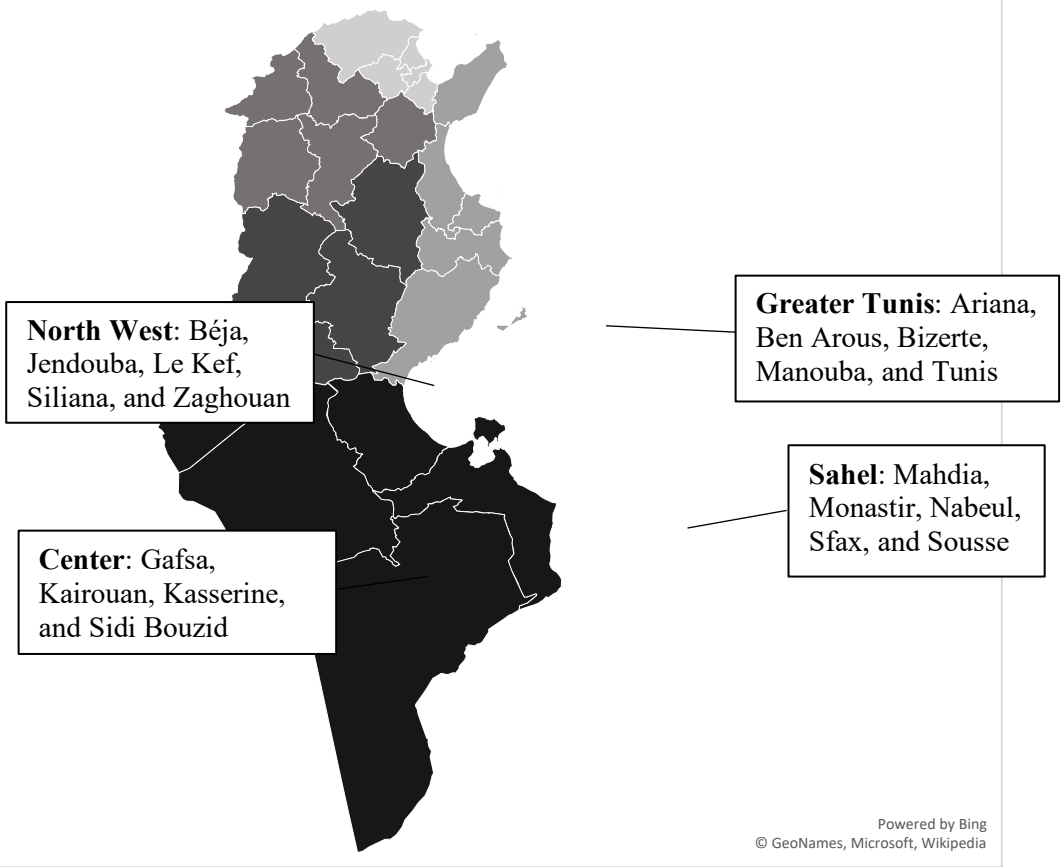 North West: Béja,
Jendouba, Le Kef,
Siliana, and Zaghouan
Greater Tunis: Ariana,
Ben Arous, Bizerte,
Manouba, and Tunis
Sahel: Mahdia,
Monastir, Nabeul,
Sfax, and Sousse
Center: Gafsa,
Kairouan, Kasserine,
and Sidi Bouzid
Powered by Bing
© GeoNames, Microsoft, Wikipedia